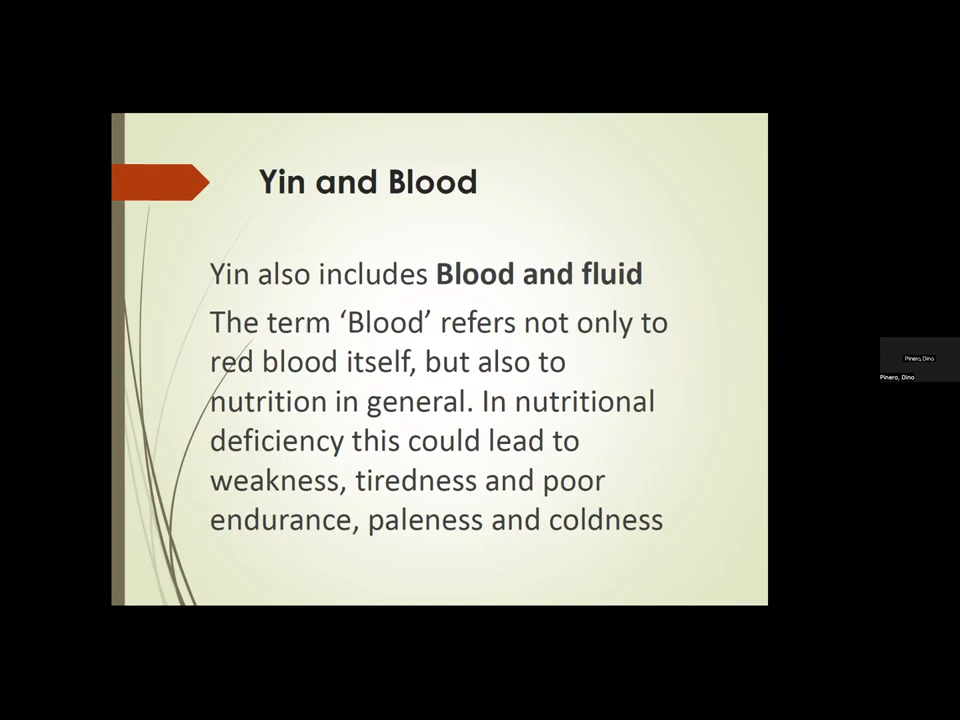 Yin and Blood
Yin also includes Blood and fluid
The term ‘Blood’ refers not only to
red blood itself, but also to
nutrition in general. In nutritional
deficiency this could lead to
weakness, tiredness and poor
endurance, paleness and coldness
Pinero, Dino
Pinero, Dino